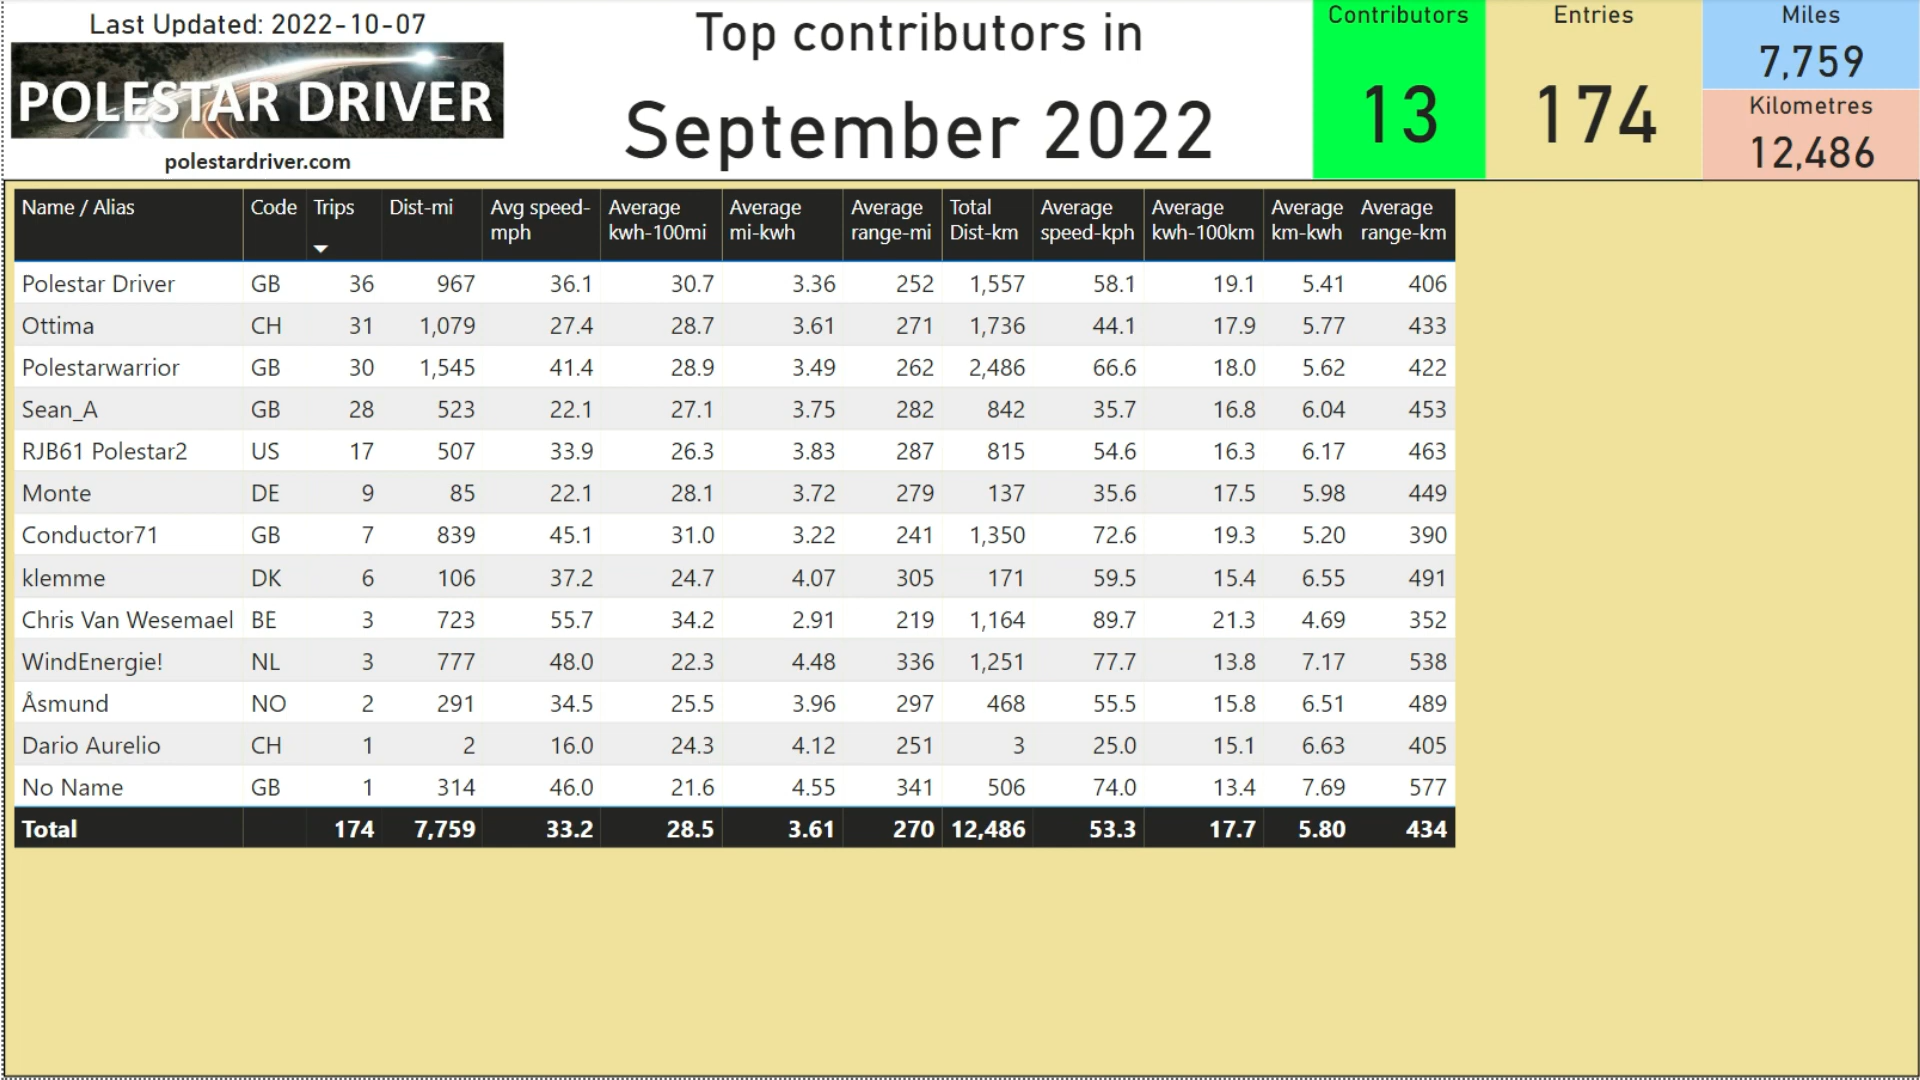 Last Updated: 2022-10-07
POLESTAR DRIVER
polestardriver.com
Top contributors in
September 2022
Contributors
13
Entries
174
Miles
7,759
Kilometres
12,486
Name / Alias Code Trips Dist-mi Avg speed-mph Average kwh-100mi Average mi-kwh Average range-mi Total Dist-km Average speed-kph Average kwh-100km Average km-kwh Average range-km
Polestar Driver GB 36 967 36.1 30.7 3.36 252 1,557 58.1 19.1 5.41 406
Ottima CH 31 1,079 27.4 28.7 3.61 271 1,736 44.1 17.9 5.77 433
Polestarwarrior GB 30 1,545 41.4 28.9 3.49 262 2,486 66.6 18.0 5.62 422
Sean_A GB 28 523 22.1 27.1 3.75 282 842 35.7 16.8 6.04 453
RJB61 Polestar2 US 17 507 33.9 26.3 3.83 287 815 54.6 16.3 6.17 463
Monte DE 9 85 22.1 28.1 3.72 279 137 35.6 17.5 5.98 449
Conductor71 GB 7 839 45.1 31.0 3.22 241 1,350 72.6 19.3 5.20 390
klemme DK 6 106 37.2 24.7 4.07 305 171 59.5 15.4 6.55 491
Chris Van Wesemael BE 3 723 55.7 34.2 2.91 219 1,164 89.7 21.3 4.69 352
WindEnergie! NL 3 777 48.0 22.3 4.48 336 1,251 77.7 13.8 7.17 538
Åsmund NO 2 291 34.5 25.5 3.96 297 468 55.5 15.8 6.51 489
Dario Aurelio CH 1 2 16.0 24.3 4.12 251 3 25.0 15.1 6.63 405
No Name GB 1 314 46.0 21.6 4.55 341 506 74.0 13.4 7.69 577
Total 174 7,759 33.2 28.5 3.61 270 12,486 53.3 17.7 5.80 434